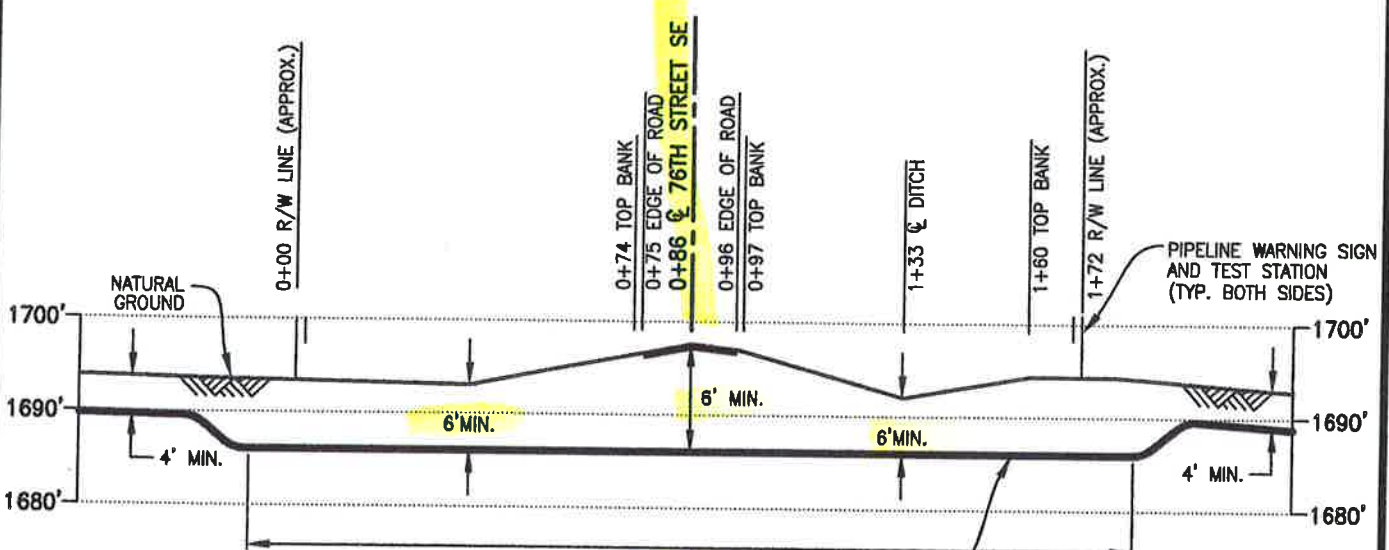 0+00 R/W LINE (APPROX.)
0+74 TOP BANK
0+75 EDGE OF ROAD
0+86 ℄ 76TH STREET SE
0+96 EDGE OF ROAD
0+97 TOP BANK
1+33 ℄ DITCH
1+60 TOP BANK
1+72 R/W LINE (APPROX.)
PIPELINE WARNING SIGN
AND TEST STATION
(TYP. BOTH SIDES)
NATURAL
GROUND
1700'
1700'
1690'
1690'
1680'
1680'
4' MIN.
6'MIN.
6' MIN.
6'MIN.
4' MIN.